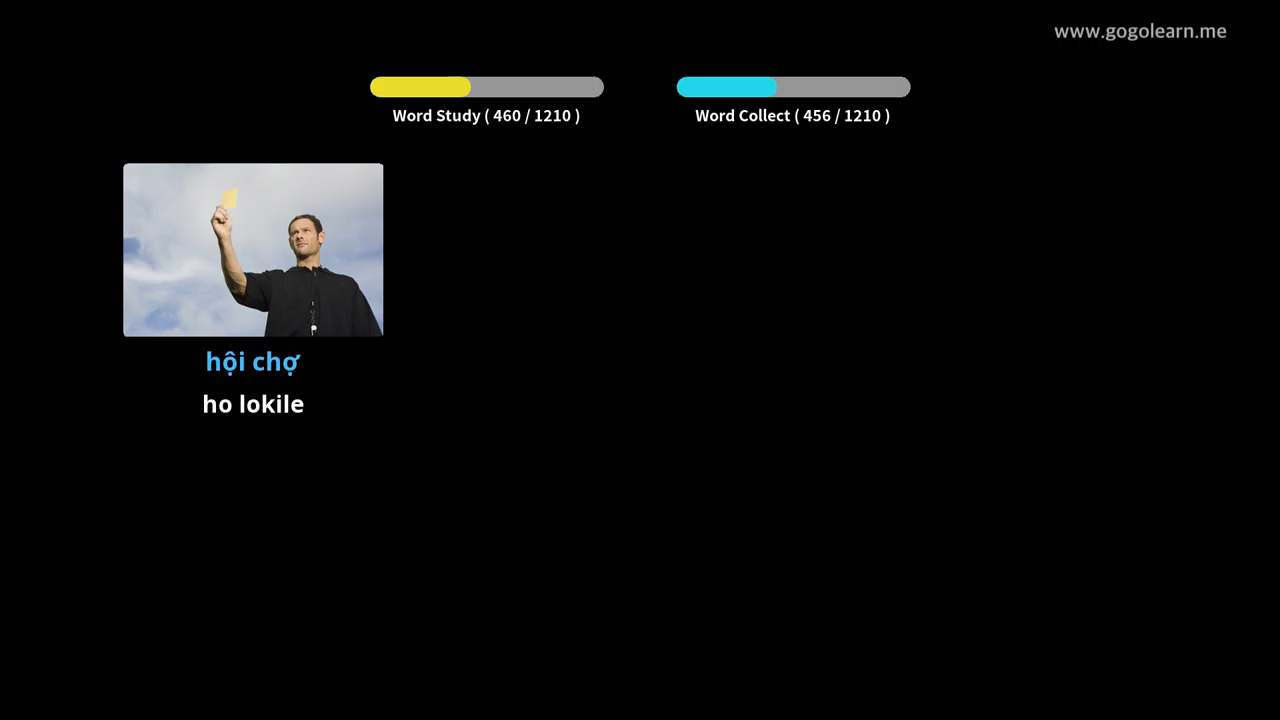 www.gogolearn.me
Word Study ( 460 / 1210 )
Word Collect ( 456 / 1210 )
hội chợ
ho lokile